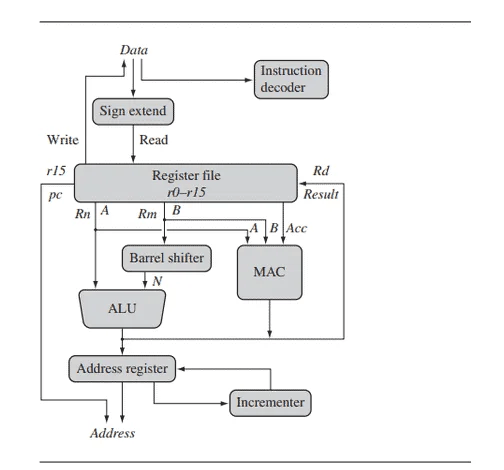 Data
Instruction
decoder
Sign extend
Write
Read
r15
Register file
Rd
pc
r0–r15
Result
Rn
A
Rm
B
A
B
Acc
Barrel shifter
MAC
N
ALU
Address register
Incrementer
Address